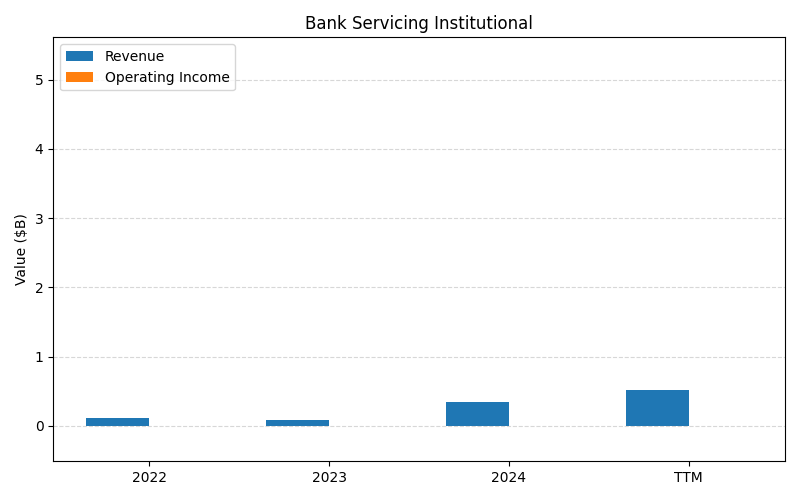 Bank Servicing Institutional
Revenue
Operating Income
Value ($B)
5
4
3
2
1
0
2022
2023
2024
TTM